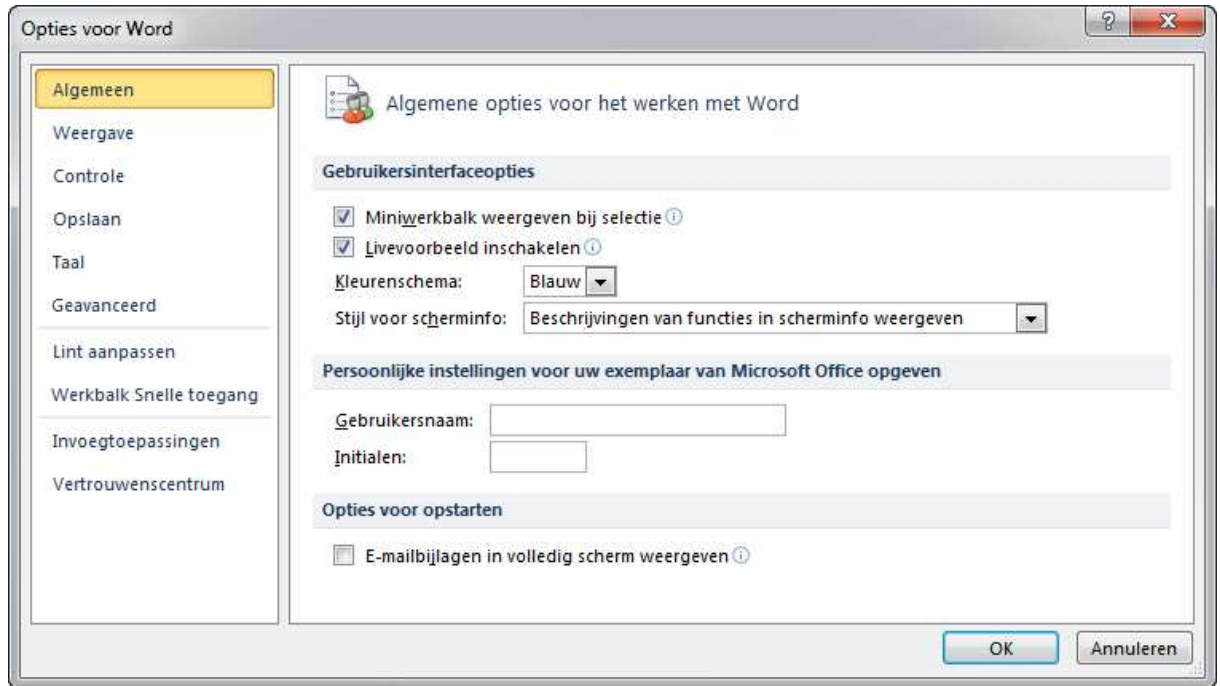 Opties voor Word
Algemeen
Weergave
Controle
Opslaan
Taal
Geavanceerd
Lint aanpassen
Werkbalk Snelle toegang
Invoegtoepassingen
Vertrouwenscentrum
Algemene opties voor het werken met Word
Gebruikersinterfaceopties
Miniwerkbalk weergeven bij selectie
Livevoorbeeld inschakelen
Kleurenschema: Blauw
Stijl voor scherminfo: Beschrijvingen van functies in scherminfo weergeven
Persoonlijke instellingen voor uw exemplaar van Microsoft Office opgeven
Gebruikersnaam:
Initialen:
Opties voor opstarten
E-mailbijlagen in volledig scherm weergeven
OK Annuleren